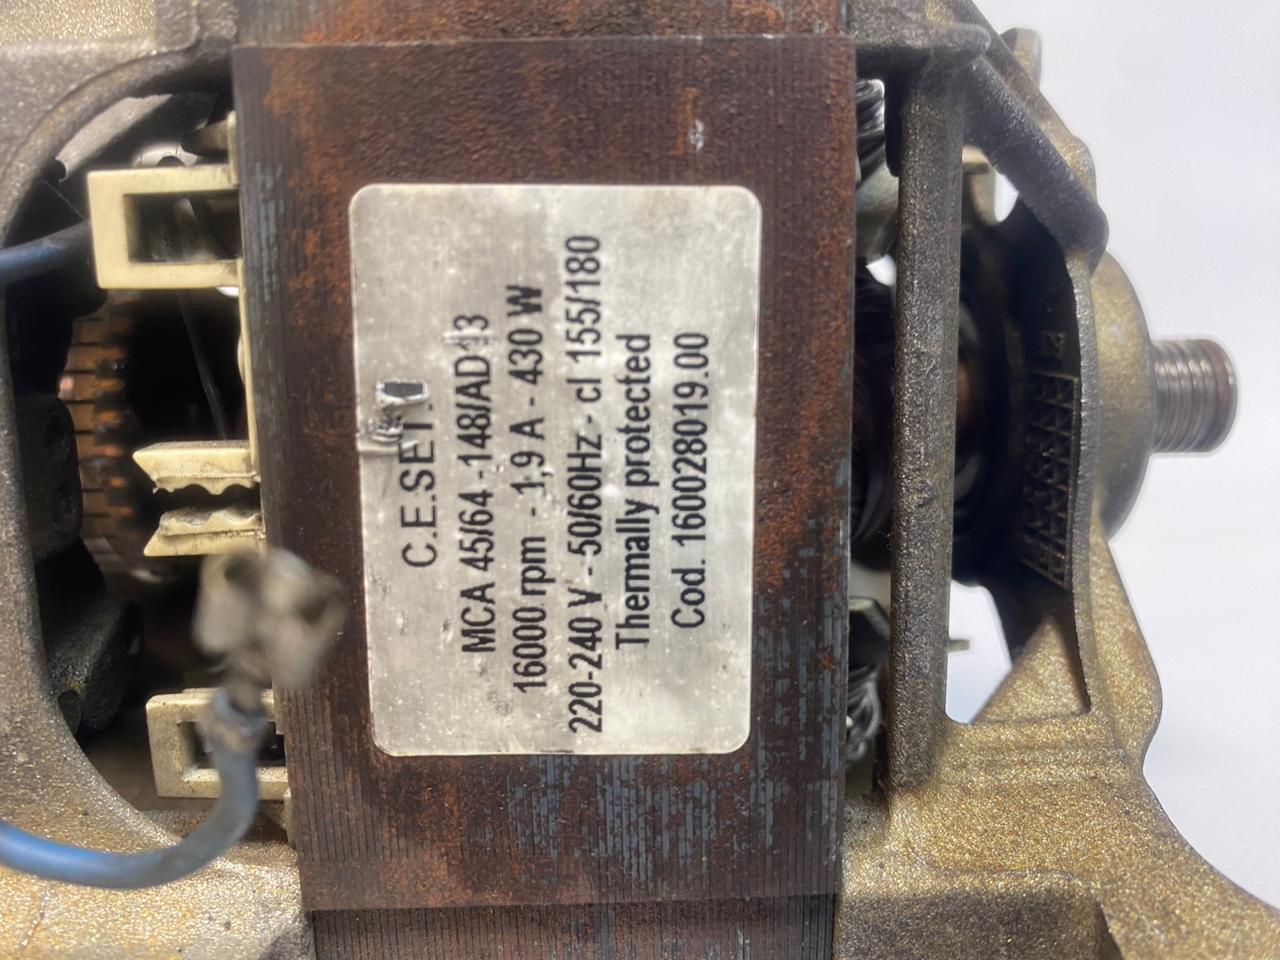 C.E.SET.
MCA 45/64 -148/AD13
16000 rpm - 1,9 A - 430 W
220-240 V - 50/60Hz - cl 155/180
Thermally protected
Cod. 160028019.00